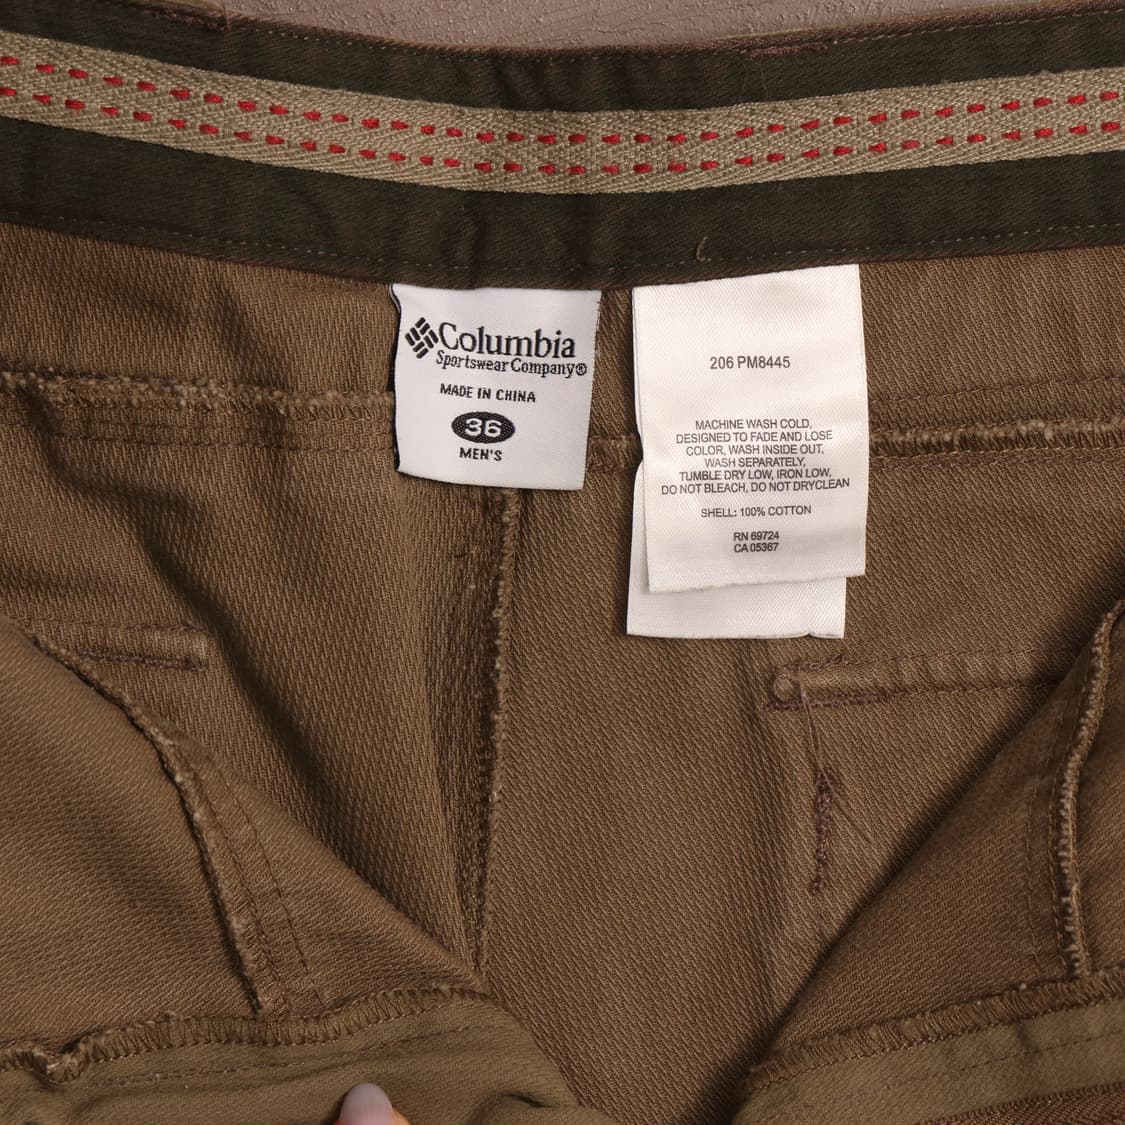 Columbia
Sportswear Company®
MADE IN CHINA
36
MEN'S
206 PM8445
MACHINE WASH COLD,
DESIGNED TO FADE AND LOSE
COLOR, WASH INSIDE OUT,
WASH SEPARATELY,
TUMBLE DRY LOW, IRON LOW,
DO NOT BLEACH, DO NOT DRYCLEAN
SHELL: 100% COTTON
RN 69724
CA 05367